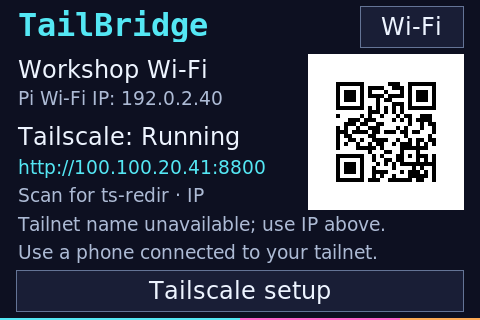 TailBridge
Wi-Fi
Workshop Wi-Fi
Pi Wi-Fi IP: 192.0.2.40
Tailscale: Running
http://100.100.20.41:8800
Scan for ts-redir · IP
Tailnet name unavailable; use IP above.
Use a phone connected to your tailnet.
Tailscale setup